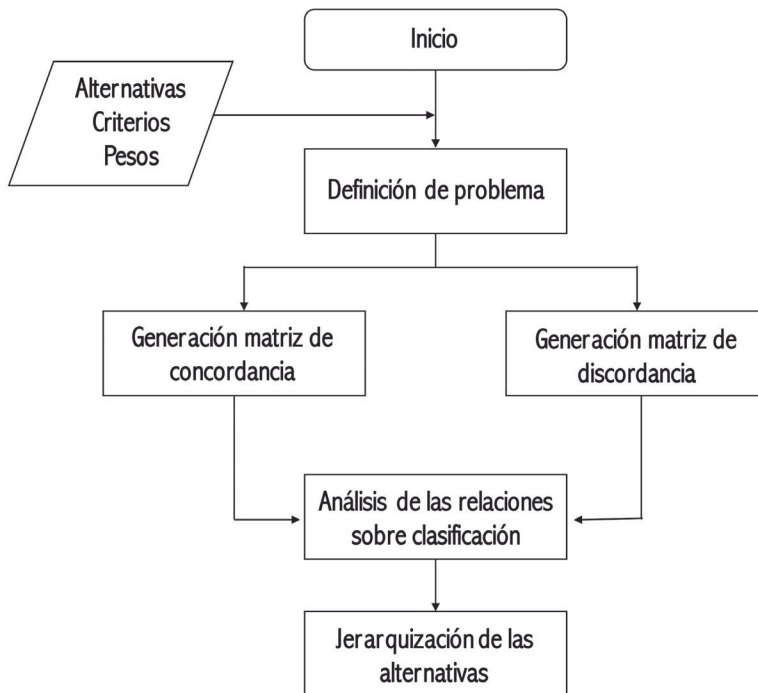 Inicio
Alternativas
Criterios
Pesos
Definición de problema
Generación matriz de
concordancia
Generación matriz de
discordancia
Análisis de las relaciones
sobre clasificación
Jerarquización de las
alternativas